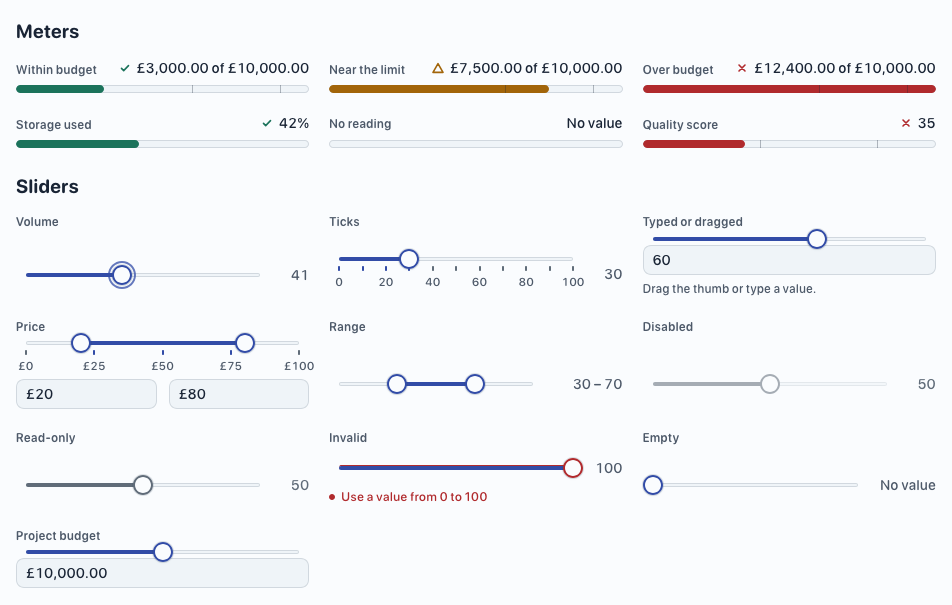 Meters
Within budget £3,000.00 of £10,000.00
Near the limit £7,500.00 of £10,000.00
Over budget £12,400.00 of £10,000.00
Storage used 42%
No reading No value
Quality score 35
Sliders
Volume
41
Ticks
0 20 40 60 80 100
30
Typed or dragged
60
Drag the thumb or type a value.
Price
£0 £25 £50 £75 £100
£20 £80
Range
30 – 70
Disabled
50
Read-only
50
Invalid
100
Use a value from 0 to 100
Empty
No value
Project budget
£10,000.00